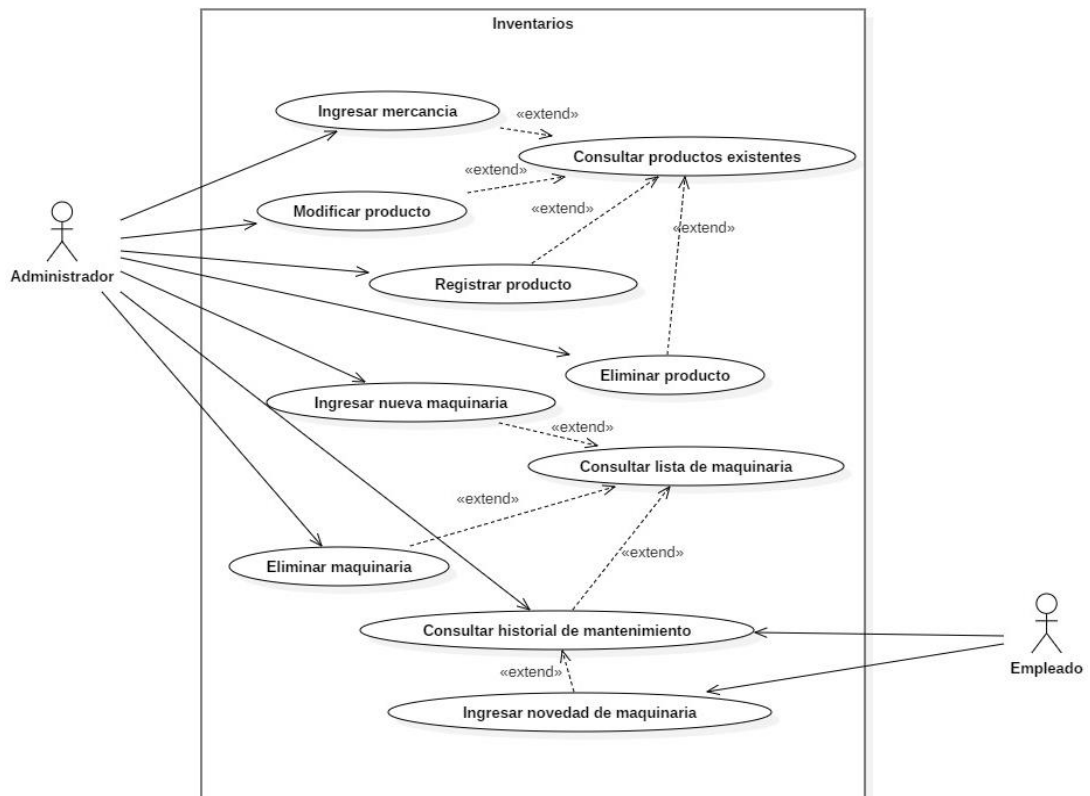 Inventarios
Ingresar mercancia
«extend»
Consultar productos existentes
«extend»
Modificar producto
«extend»
«extend»
Administrador
Registrar producto
Eliminar producto
Ingresar nueva maquinaria
«extend»
Consultar lista de maquinaria
«extend»
«extend»
Eliminar maquinaria
Consultar historial de mantenimiento
Empleado
«extend»
Ingresar novedad de maquinaria